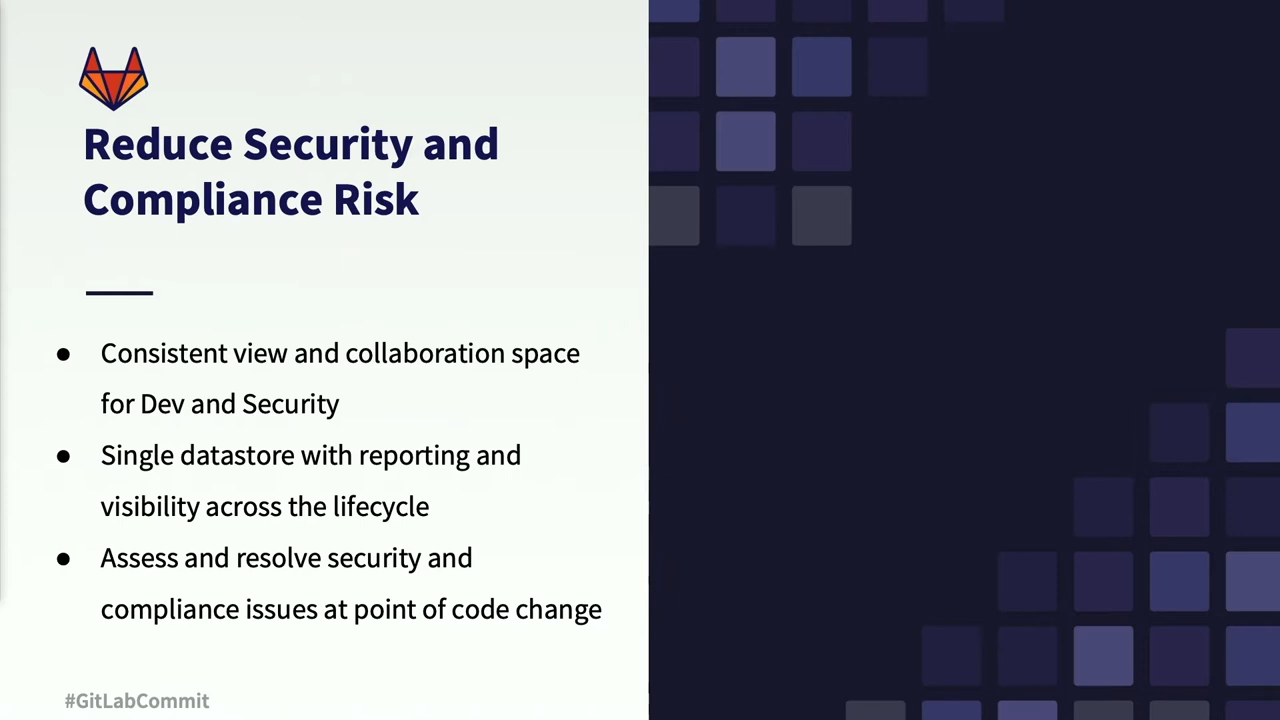 Reduce Security and
Compliance Risk
● Consistent view and collaboration space
for Dev and Security
● Single datastore with reporting and
visibility across the lifecycle
● Assess and resolve security and
compliance issues at point of code change
#GitLabCommit